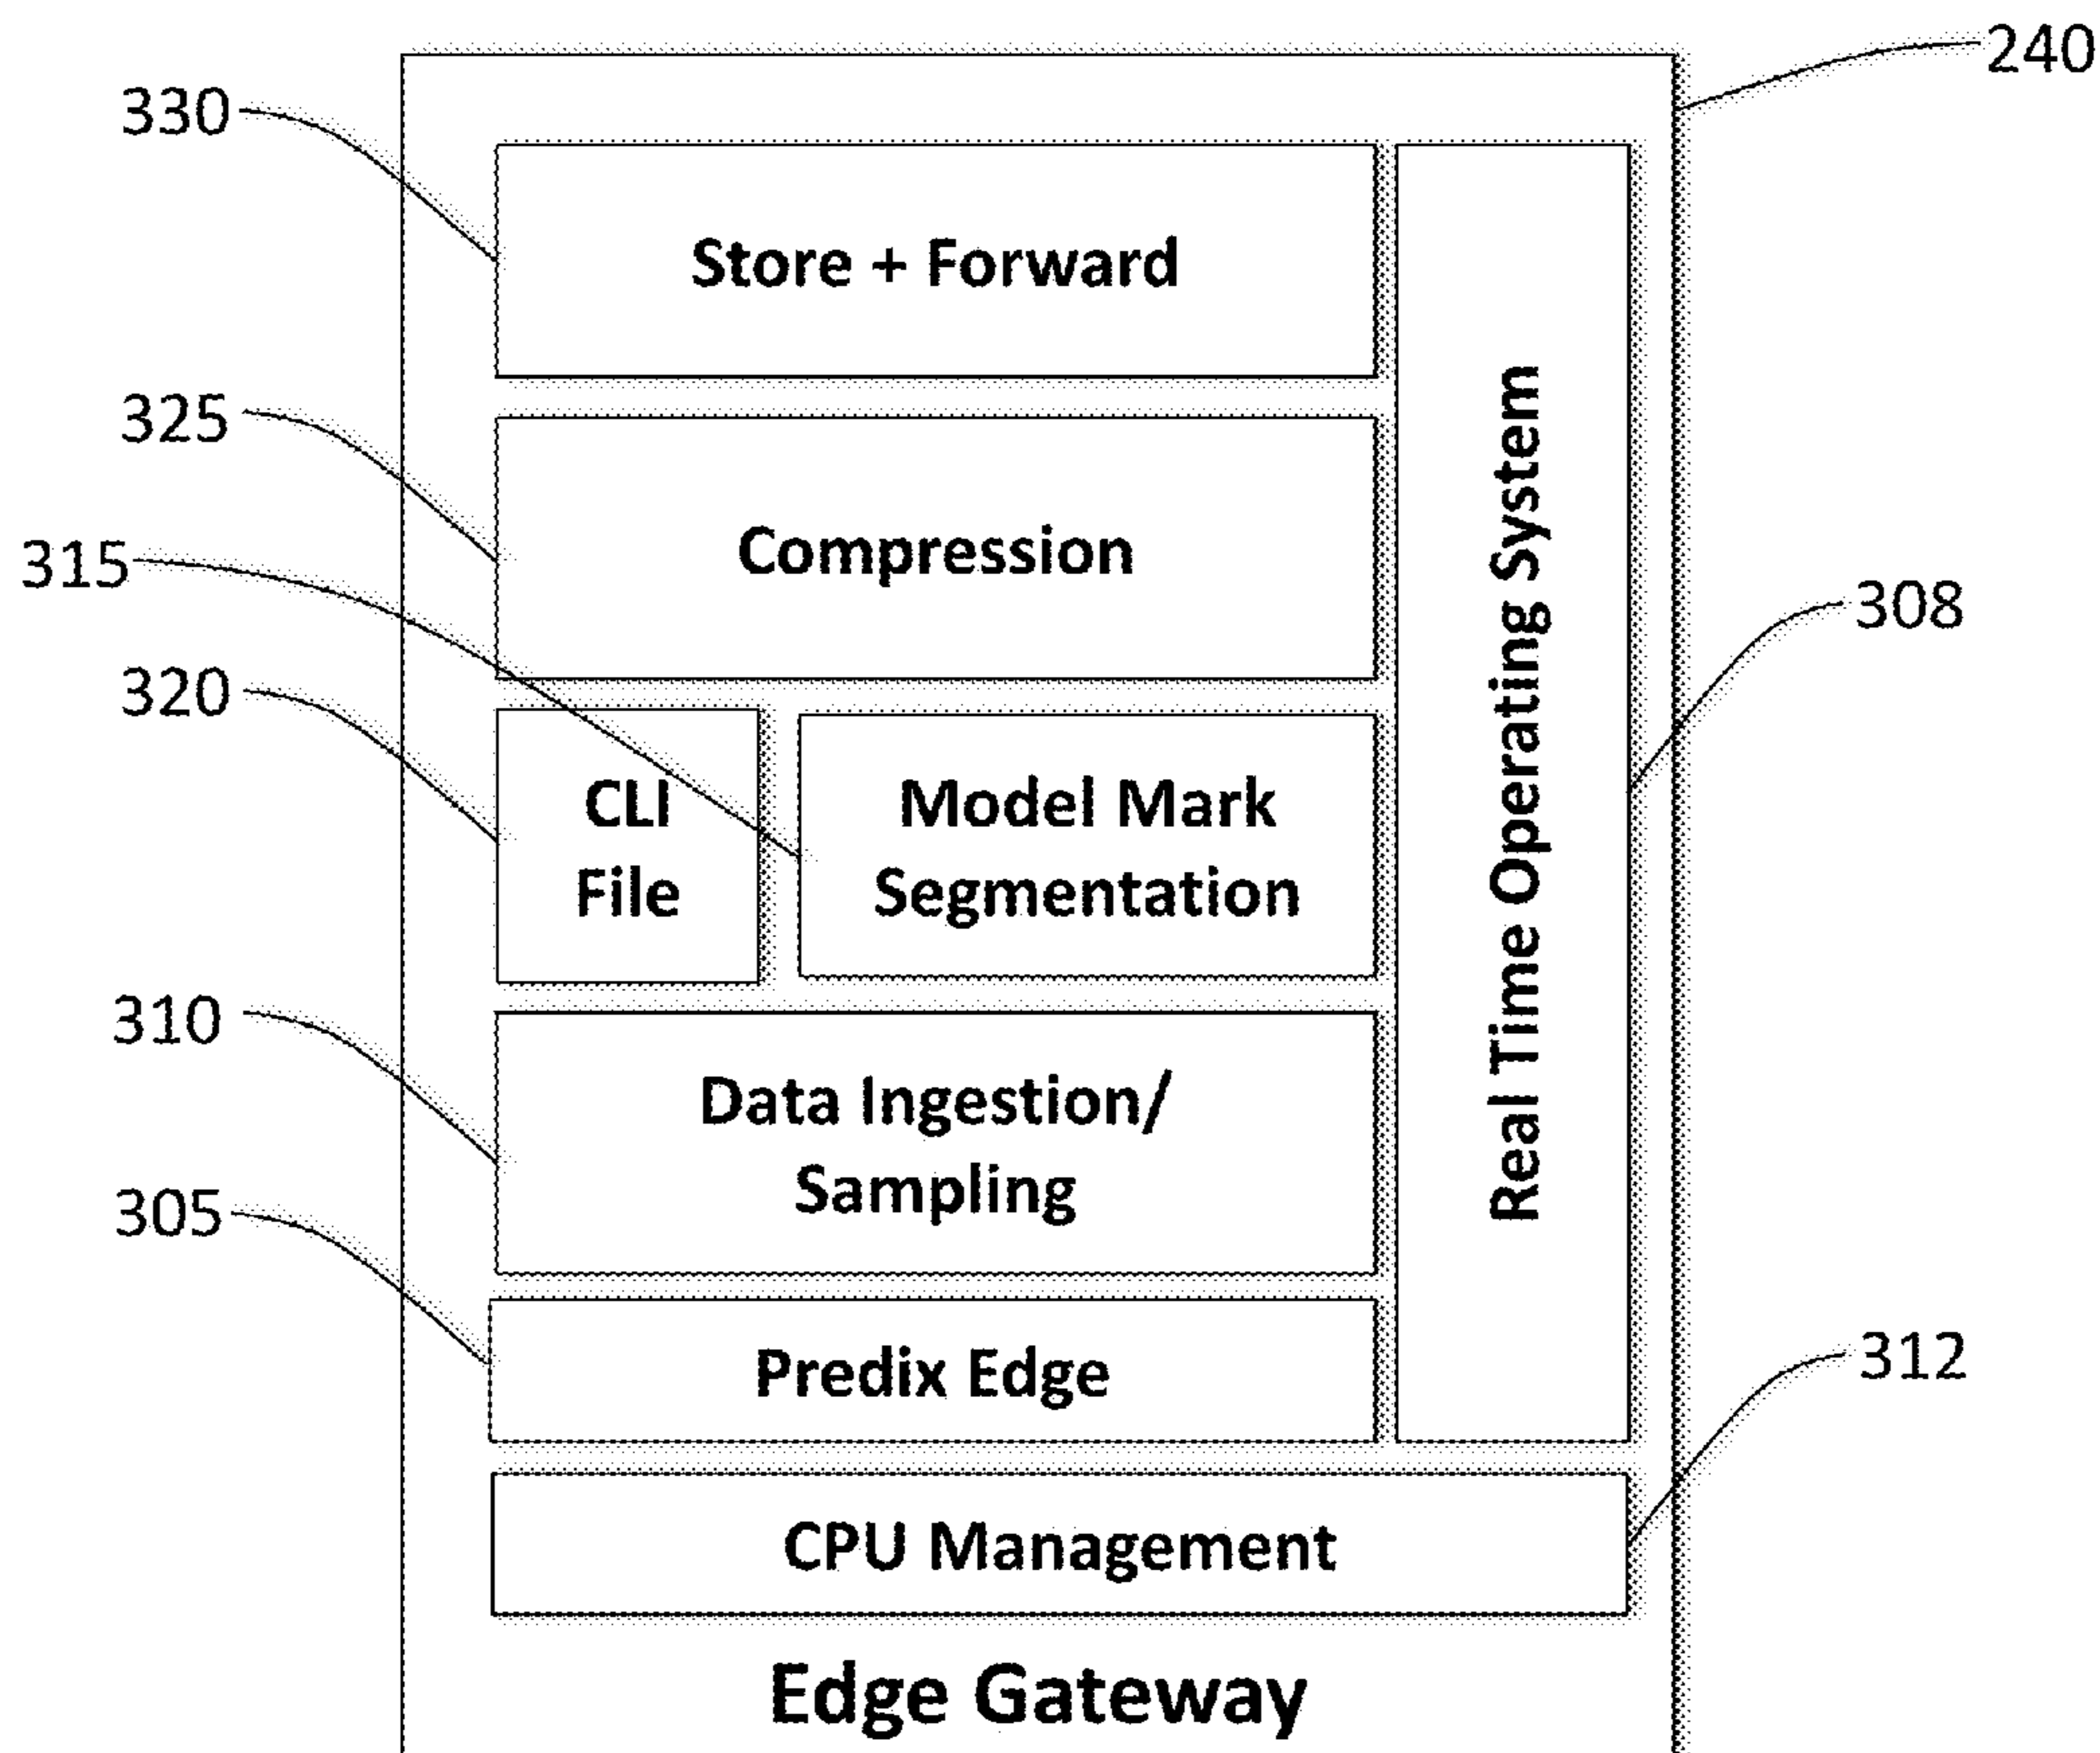 240
330
Store + Forward
325
Compression
315
308
320
CLI
File
Model Mark
Segmentation
Real Time Operating System
310
Data Ingestion/
Sampling
305
Predix Edge
312
CPU Management
Edge Gateway